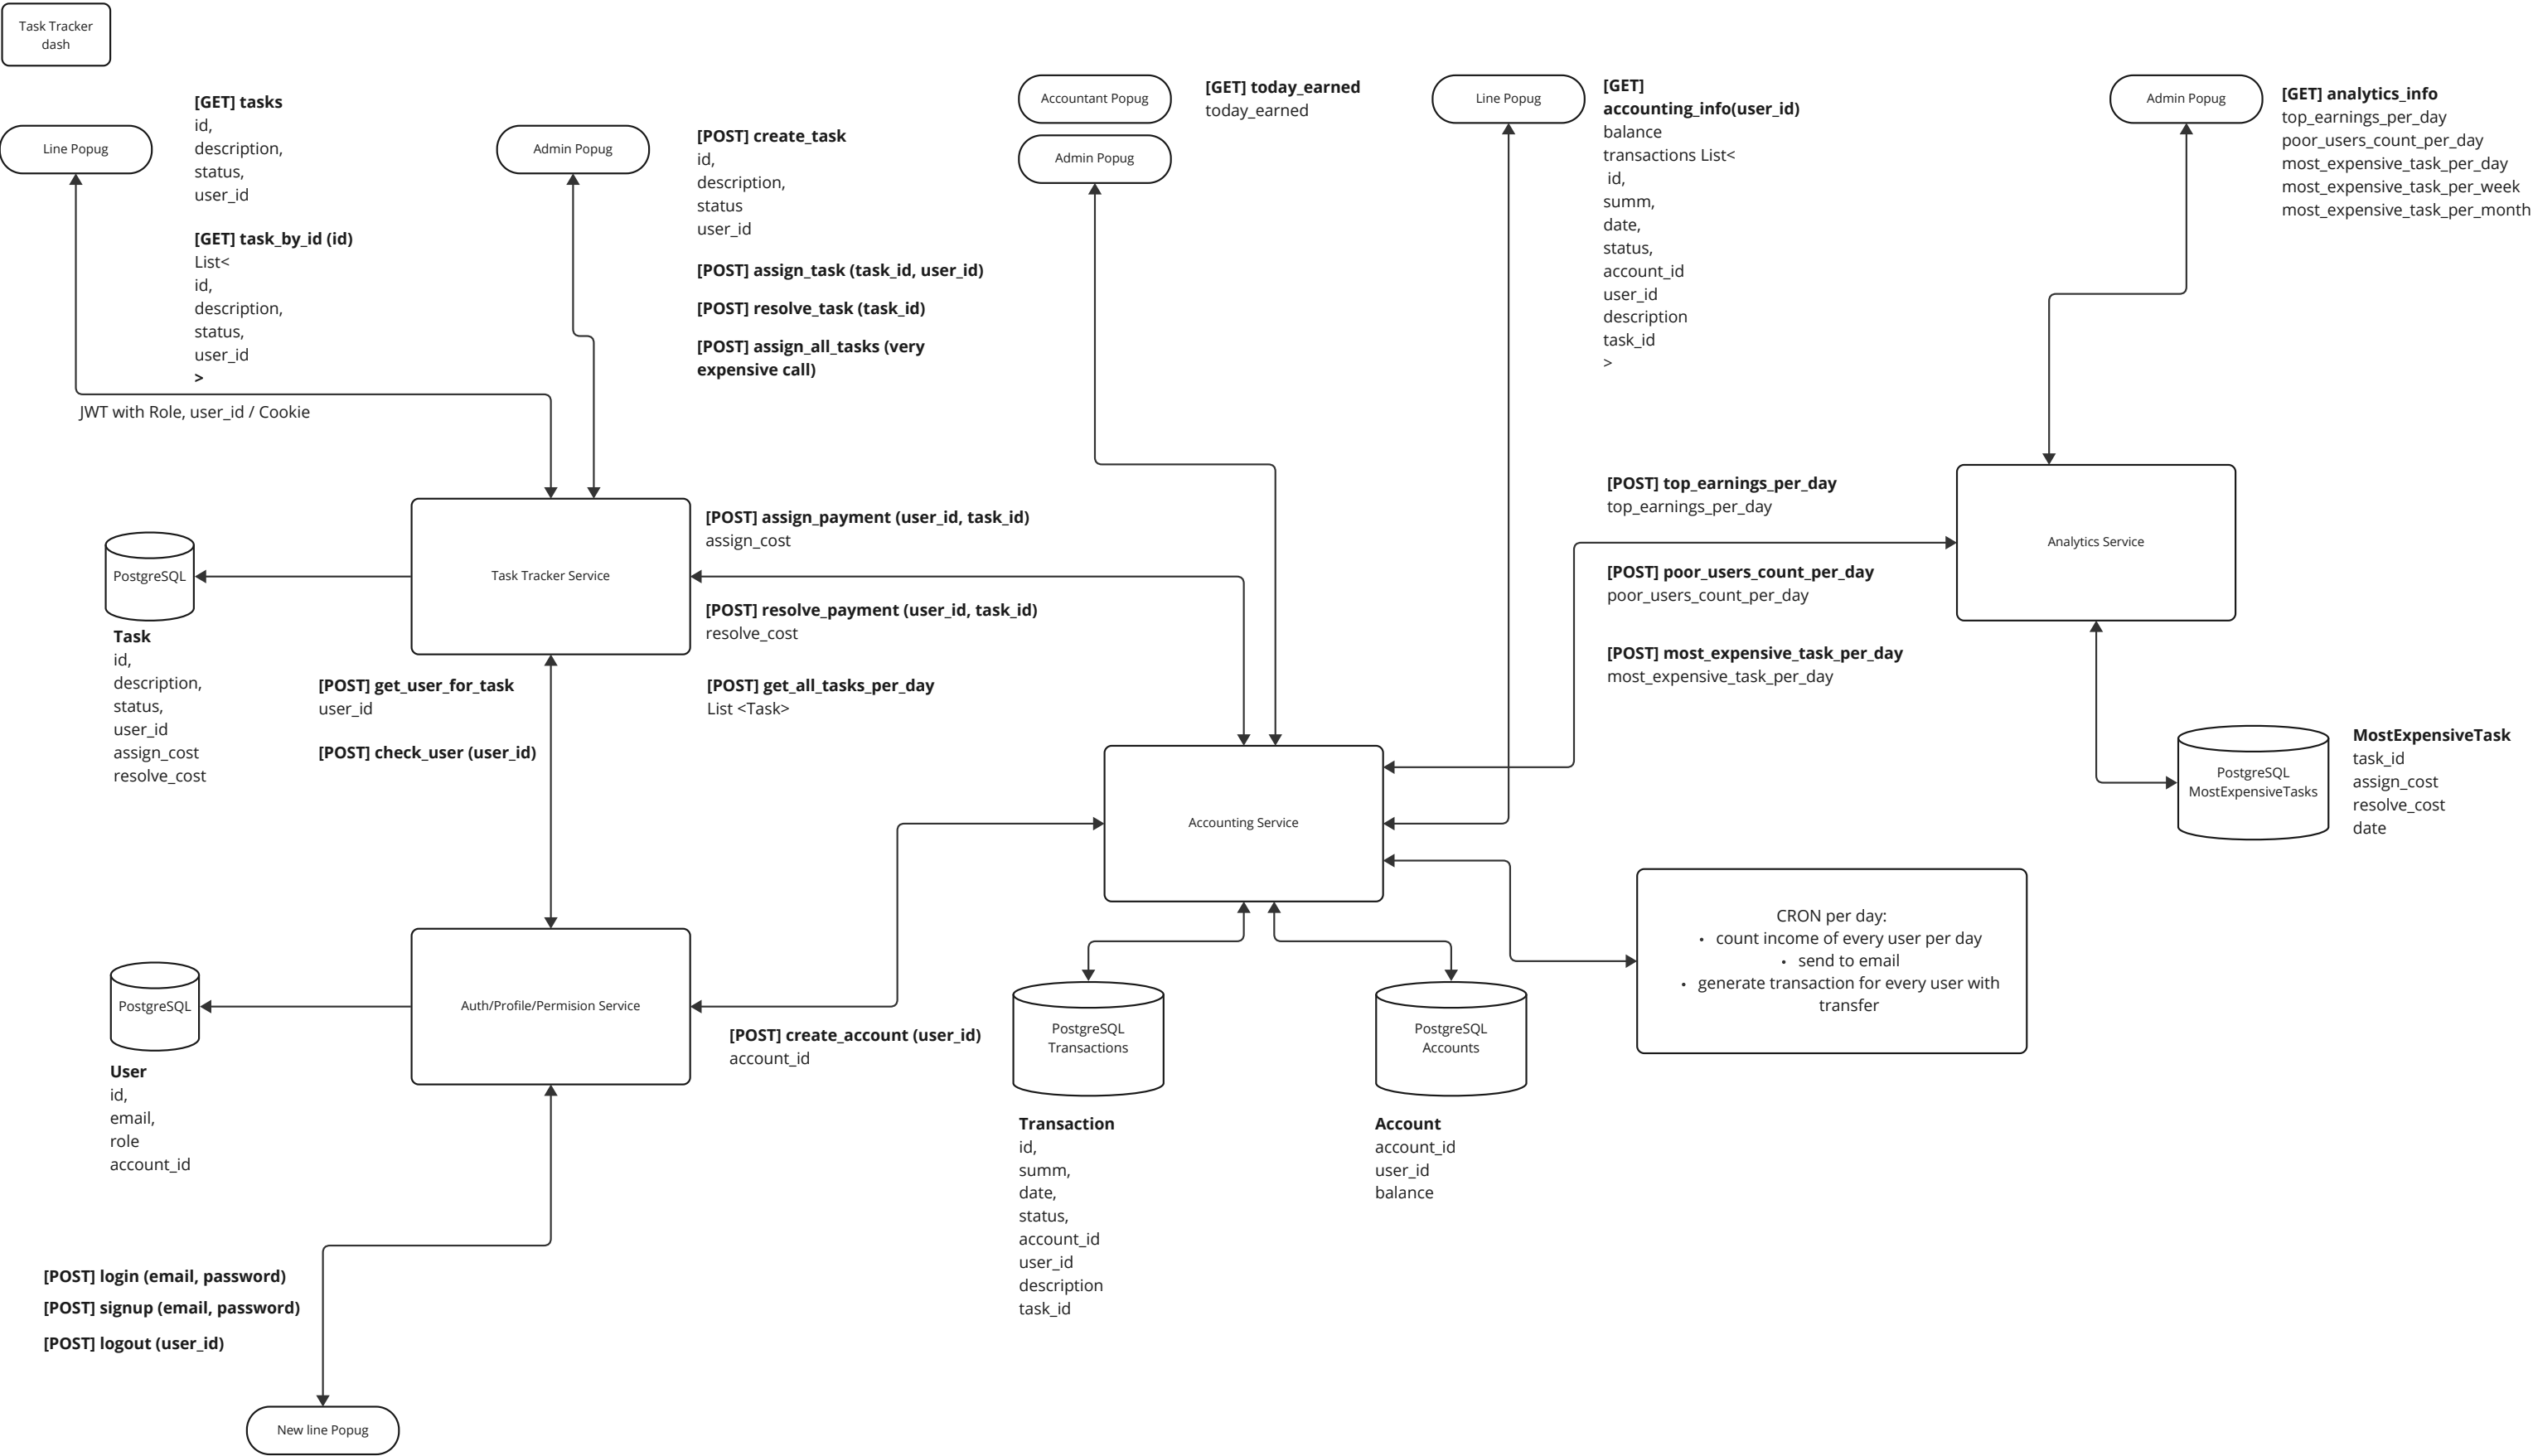 Task Tracker
dash
Line Popug
[GET] tasks
id,
description,
status,
user_id
[GET] task_by_id (id)
List<
id,
description,
status,
user_id
>
JWT with Role, user_id / Cookie
Admin Popug
[POST] create_task
id,
description,
status
user_id
[POST] assign_task (task_id, user_id)
[POST] resolve_task (task_id)
[POST] assign_all_tasks (very
expensive call)
Accountant Popug
Admin Popug
[GET] today_earned
today_earned
Line Popug
[GET]
accounting_info(user_id)
balance
transactions List<
id,
summ,
date,
status,
account_id
user_id
description
task_id
>
Admin Popug
[GET] analytics_info
top_earnings_per_day
poor_users_count_per_day
most_expensive_task_per_day
most_expensive_task_per_week
most_expensive_task_per_month
PostgreSQL
Task
id,
description,
status,
user_id
assign_cost
resolve_cost
Task Tracker Service
[POST] assign_payment (user_id, task_id)
assign_cost
[POST] resolve_payment (user_id, task_id)
resolve_cost
[POST] get_all_tasks_per_day
List <Task>
[POST] get_user_for_task
user_id
[POST] check_user (user_id)
[POST] top_earnings_per_day
top_earnings_per_day
[POST] poor_users_count_per_day
poor_users_count_per_day
[POST] most_expensive_task_per_day
most_expensive_task_per_day
Analytics Service
PostgreSQL
MostExpensiveTasks
MostExpensiveTask
task_id
assign_cost
resolve_cost
date
Accounting Service
CRON per day:
• count income of every user per day
• send to email
• generate transaction for every user with
transfer
PostgreSQL
User
id,
email,
role
account_id
Auth/Profile/Permision Service
[POST] create_account (user_id)
account_id
PostgreSQL
Transactions
Transaction
id,
summ,
date,
status,
account_id
user_id
description
task_id
PostgreSQL
Accounts
Account
account_id
user_id
balance
[POST] login (email, password)
[POST] signup (email, password)
[POST] logout (user_id)
New line Popug